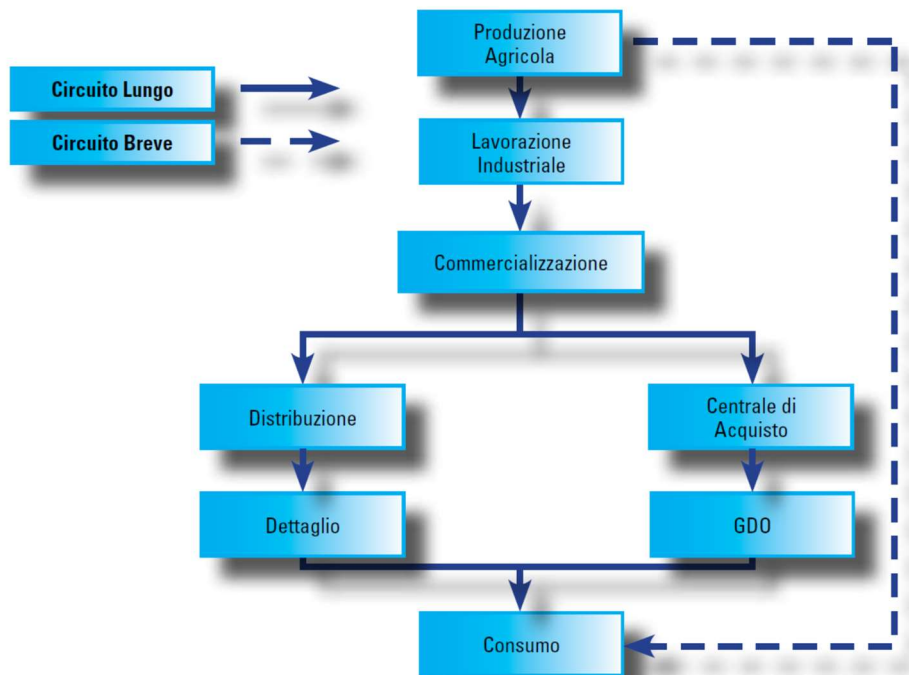 Produzione
Agricola
Circuito Lungo
Circuito Breve
Lavorazione
Industriale
Commercializzazione
Distribuzione
Centrale di
Acquisto
Dettaglio
GDO
Consumo